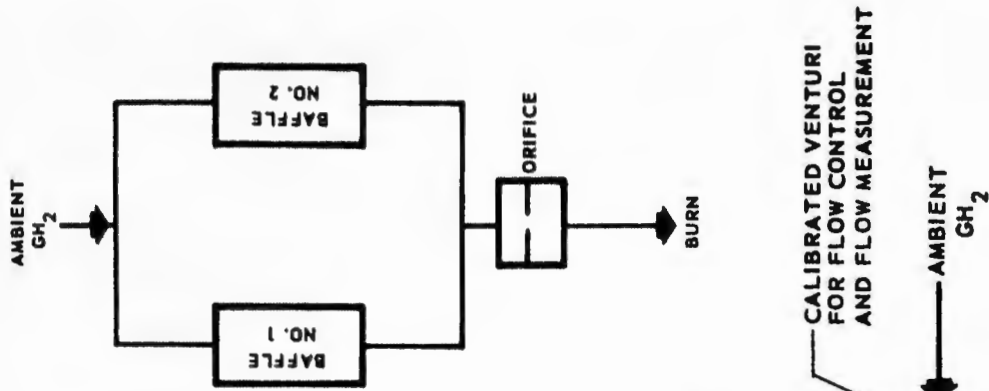 AMBIENT
GH2
BAFFLE
NO. 1
BAFFLE
NO. 2
ORIFICE
BURN
CALIBRATED VENTURI
FOR FLOW CONTROL
AND FLOW MEASUREMENT
AMBIENT
GH2